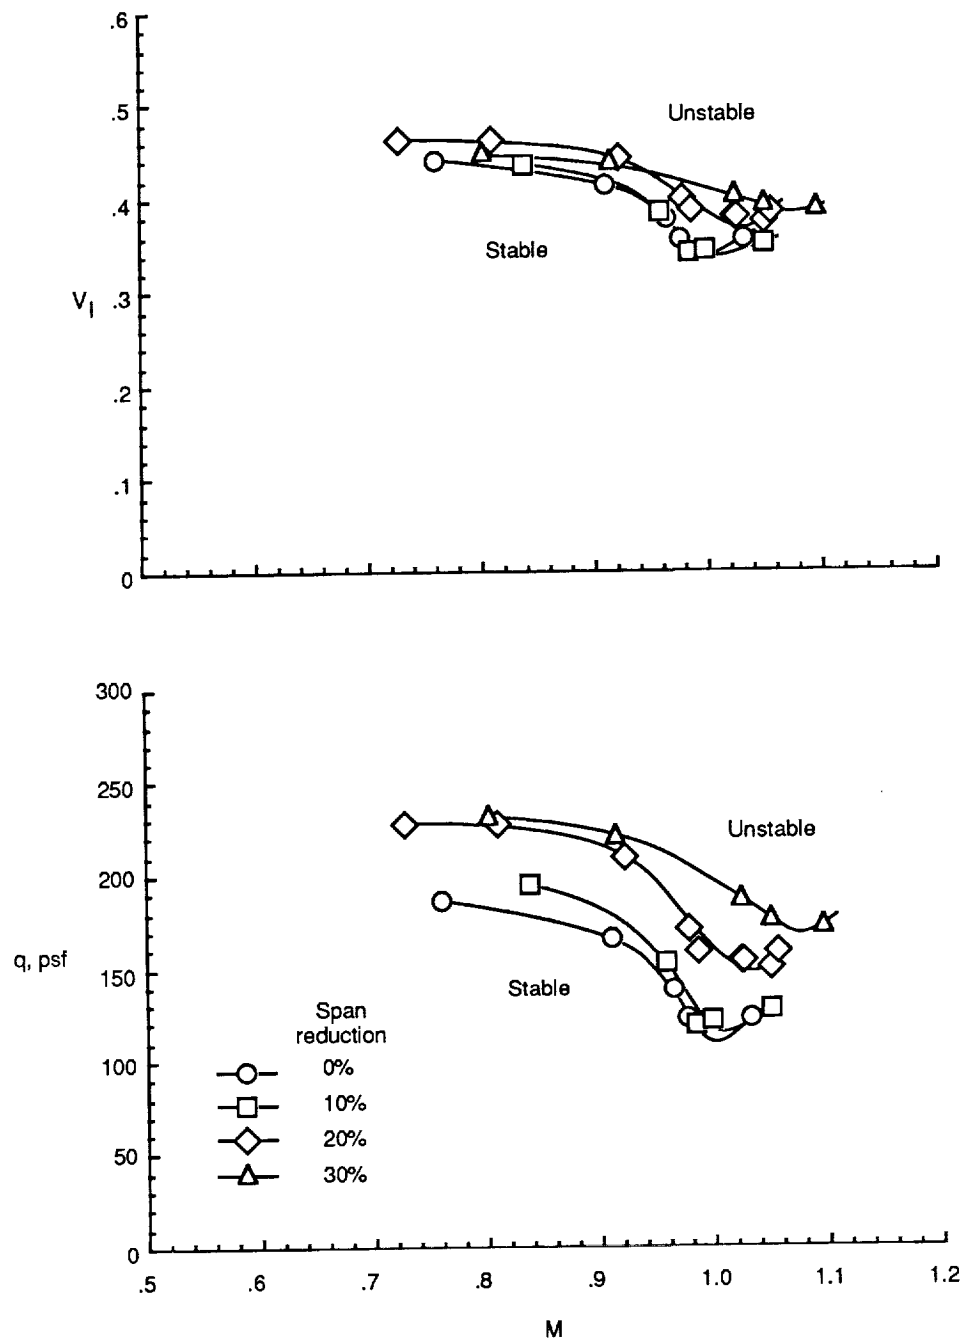 .6
.5
Unstable
.4
Stable
V_I .3
.2
.1
0
300
250
Unstable
200
q, psf
150
Stable
Span
reduction
0%
100
10%
20%
50
30%
0
.5 .6 .7 .8 .9 1.0 1.1 1.2
M